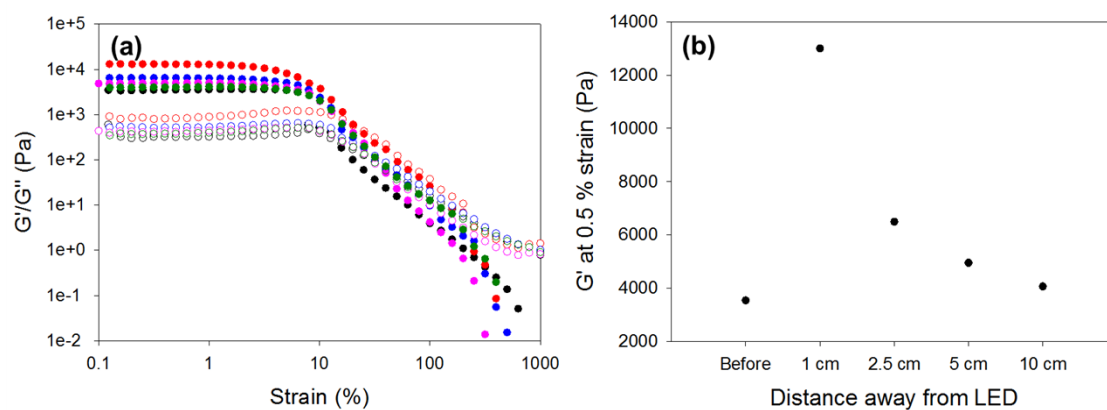 (a)
G'/G'' (Pa)
1e+5
1e+4
1e+3
1e+2
1e+1
1e+0
1e-1
1e-2
0.1 1 10 100 1000
Strain (%)
(b)
G' at 0.5 % strain (Pa)
14000
12000
10000
8000
6000
4000
2000
Before 1 cm 2.5 cm 5 cm 10 cm
Distance away from LED